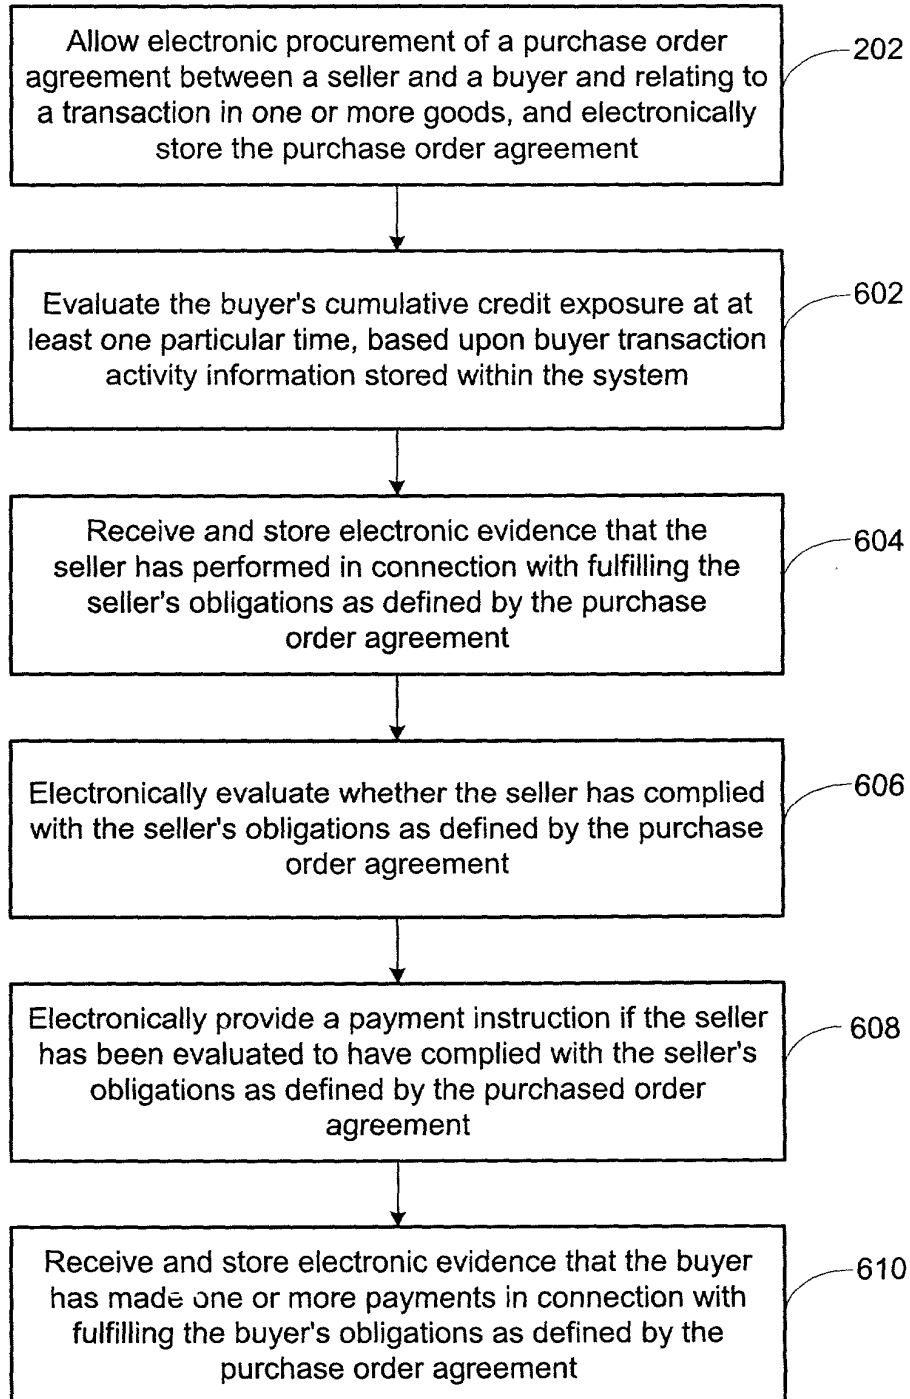 Allow electronic procurement of a purchase order
agreement between a seller and a buyer and relating to
a transaction in one or more goods, and electronically
store the purchase order agreement
202
Evaluate the buyer's cumulative credit exposure at at
least one particular time, based upon buyer transaction
activity information stored within the system
602
Receive and store electronic evidence that the
seller has performed in connection with fulfilling the
seller's obligations as defined by the purchase
order agreement
604
Electronically evaluate whether the seller has complied
with the seller's obligations as defined by the purchase
order agreement
606
Electronically provide a payment instruction if the seller
has been evaluated to have complied with the seller's
obligations as defined by the purchased order
agreement
608
Receive and store electronic evidence that the buyer
has made one or more payments in connection with
fulfilling the buyer's obligations as defined by the
purchase order agreement
610